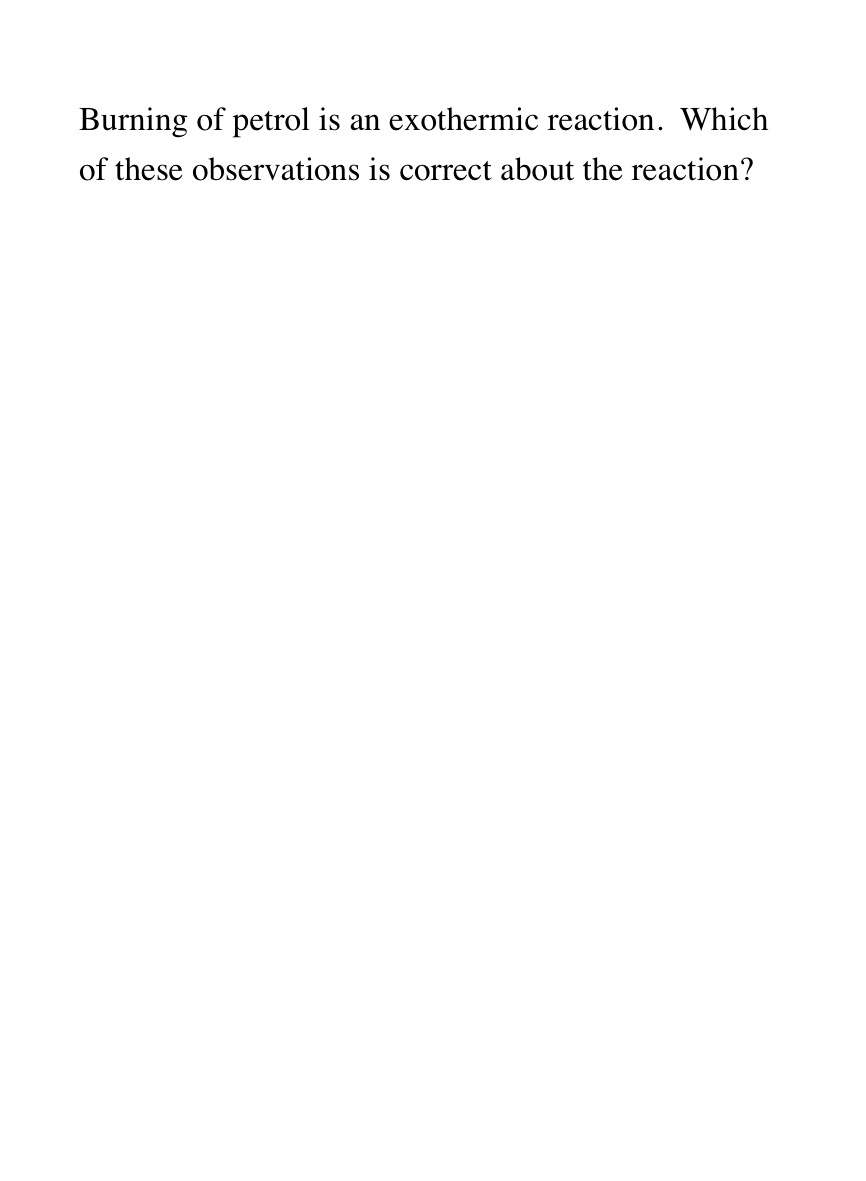 Burning of petrol is an exothermic reaction.  Which
of these observations is correct about the reaction?